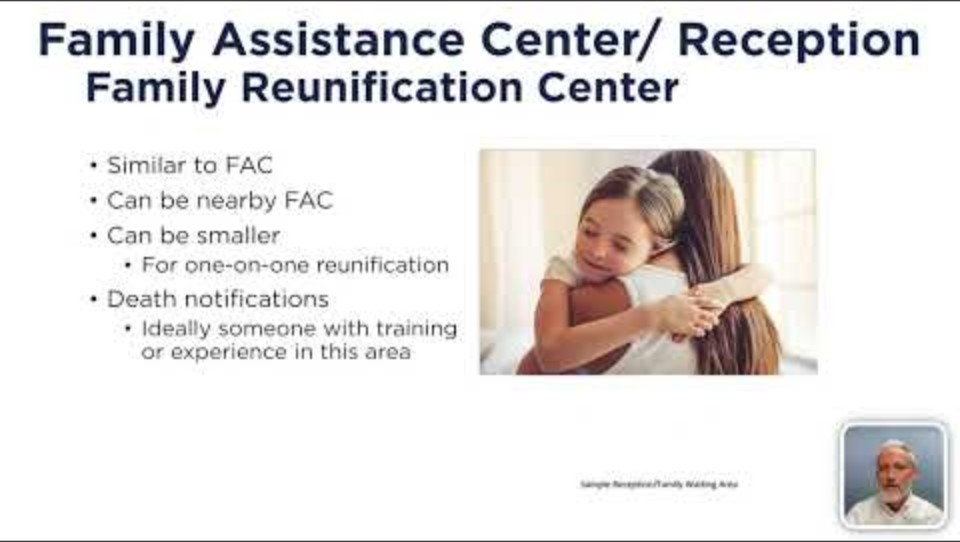 Family Assistance Center/ Reception
Family Reunification Center
• Similar to FAC
• Can be nearby FAC
• Can be smaller
• For one-on-one reunification
• Death notifications
• Ideally someone with training
or experience in this area
Sample Reception/Family Waiting Area